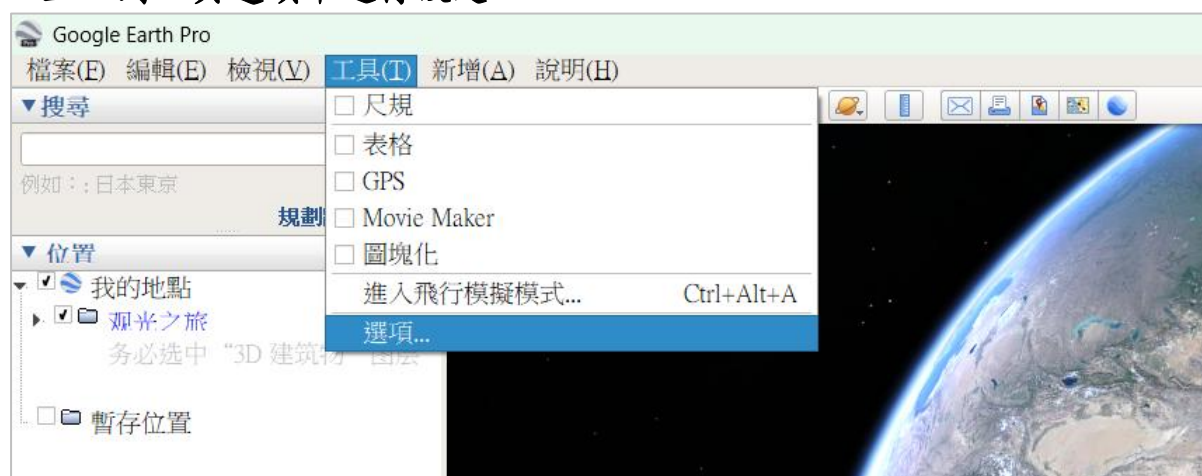 Google Earth Pro
檔案(F) 編輯(E) 檢視(V) 工具(T) 新增(A) 說明(H)
▼搜尋
例如：: 日本東京
規劃
▼ 位置
我的地點
观光之旅
务必选中 “3D 建筑物” 图层
暫存位置
尺規
表格
GPS
Movie Maker
圖塊化
進入飛行模擬模式... Ctrl+Alt+A
選項...